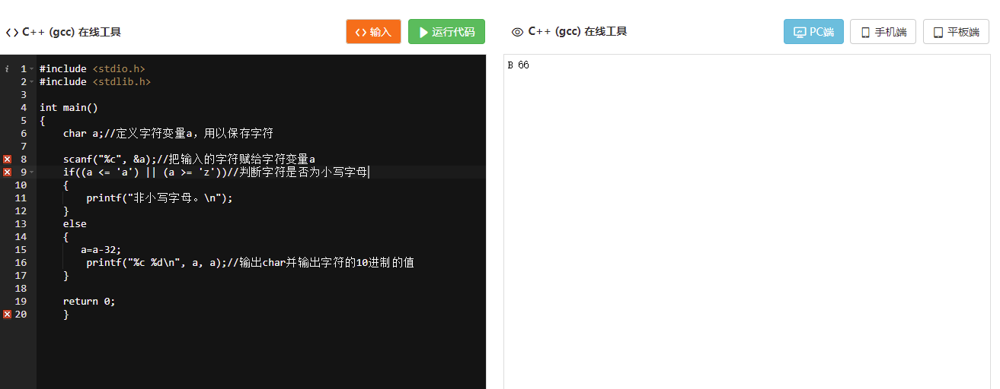 C++ (gcc) 在线工具
输入
运行代码
C++ (gcc) 在线工具
PC端
手机端
平板端
i 1 #include <stdio.h>
2 #include <stdlib.h>
3
4 int main()
5 {
6 char a;//定义字符变量a，用以保存字符
7
8 scanf("%c", &a);//把输入的字符赋给字符变量a
9 if((a <= 'a') || (a >= 'z'))//判断字符是否为小写字母
10 {
11 printf("非小写字母。\n");
12 }
13 else
14 {
15 a=a-32;
16 printf("%c %d\n", a, a);//输出char并输出字符的10进制的值
17 }
18
19 return 0;
20 }
B 66